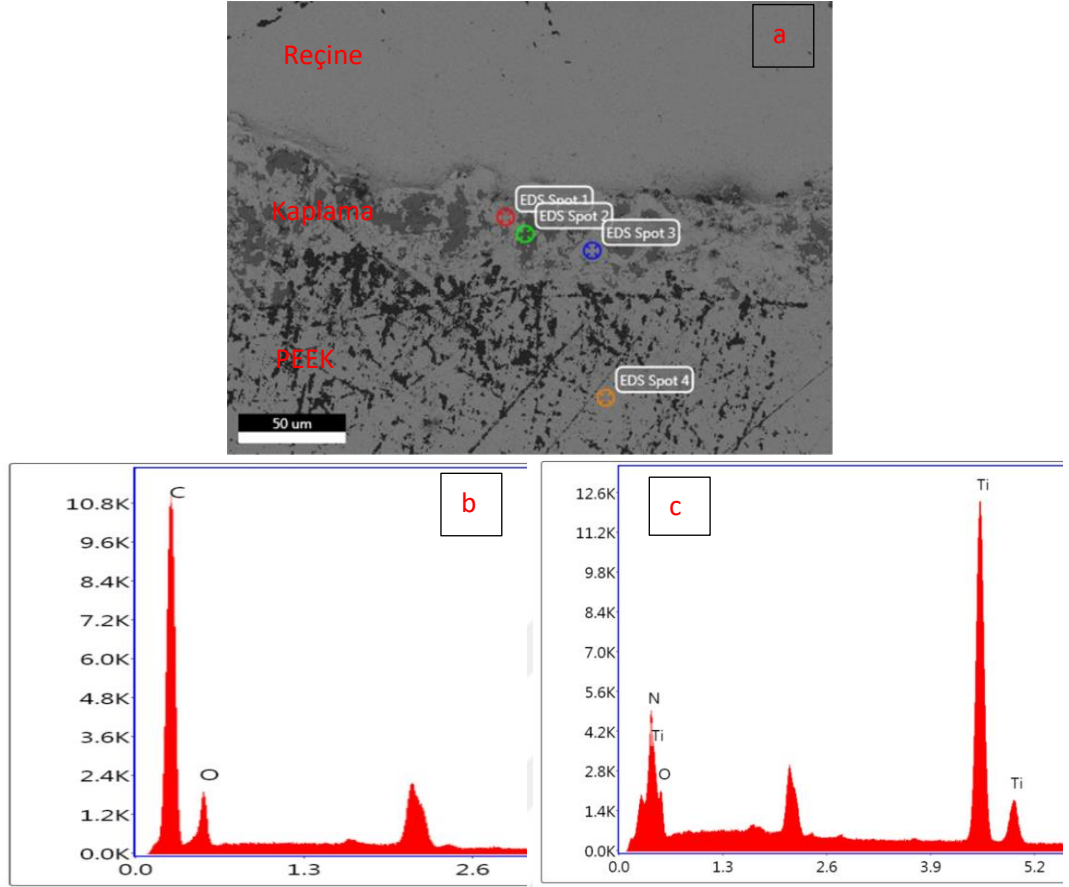 a
Reçine
Kaplama
EDS Spot 1
EDS Spot 2
EDS Spot 3
PEEK
EDS Spot 4
50 um
b
C
O
10.8K
9.6K
8.4K
7.2K
6.0K
4.8K
3.6K
2.4K
1.2K
0.0K
0.0
1.3
2.6
c
Ti
N
Ti
O
Ti
12.6K
11.2K
9.8K
8.4K
7.0K
5.6K
4.2K
2.8K
1.4K
0.0K
0.0
1.3
2.6
3.9
5.2